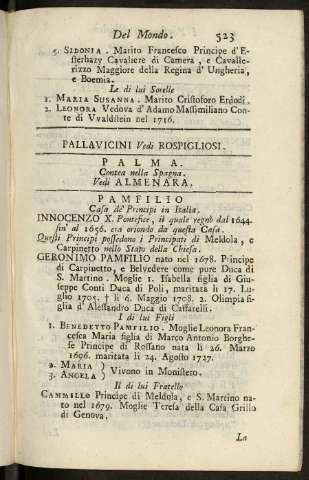 Del Mondo. 523
5. SIDONIA. Marito Francesco Principe d'E-
sterhazy Cavaliere di Camera, e Cavalle-
rizzo Maggiore della Regina d'Ungheria,
e Boemia.
Le di lui Sorelle
1. MARIA SUSANNA. Marito Cristoforo Erdodi.
2. LEONORA Vedova d'Adamo Massimiliano Con-
te di Vvaldstein nel 1716.
PALLAVICINI Vedi ROSPIGLIOSI.
PALMA.
Contea nella Spagna.
Vedi ALMENARA.
PAMFILIO
Casa de' Principi in Italia.
INNOCENZO X. Pontefice, il quale regnò dal 1644.
sin' al 1656. era oriondo da questa Casa.
Questi Principi possedono i Principati di Meldola, e
Carpinetto nello Stato della Chiesa.
GERONIMO PAMFILIO nato nel 1678. Principe
di Carpinetto, e Belvedere come pure Duca di
S. Martino. Moglie 1. Isabella figlia di Giu-
seppe Conti Duca di Poli, maritata li 17. Lu-
glio 1705. † li 6. Maggio 1708. 2. Olimpia fi-
glia d'Alessandro Duca di Caffarelli.
I di lui Figli
1. BENEDETTO PAMFILIO. Moglie Leonora Fran-
cesca Maria figlia di Marco Antonio Borghe-
se Principe di Rossano nata li 26. Marzo
1696. maritata li 24. Agosto 1727.
2. MARIA } Vivono in Monistero.
3. ANGELA
Il di lui Fratello
CAMMILLO Principe di Meldola, e S. Martino na-
to nel 1679. Moglie Teresa della Casa Grillo
di Genova.
La